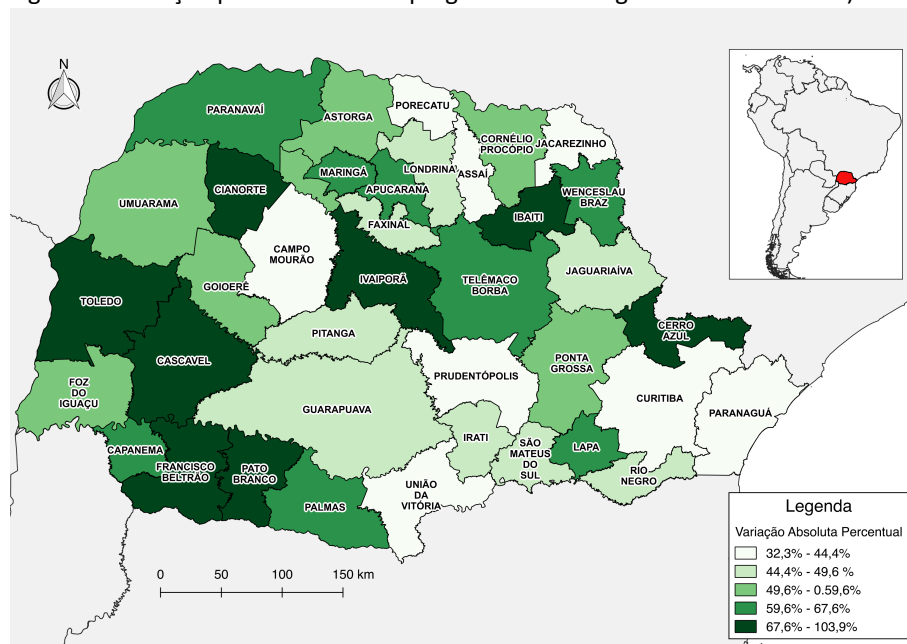 N
PARANAVAÍ
ASTORGA
PORECATU
CORNÉLIO
PROCÓPIO
JACAREZINHO
LONDRINA
ASSAÍ
MARINGÁ
APUCARANA
WENCESLAU
BRAZ
CIANORTE
UMUARAMA
IBAITI
FAXINAL
CAMPO
MOURÃO
IVAIPORÃ
TELÊMACO
BORBA
JAGUARIAÍVA
GOIOERÊ
TOLEDO
PITANGA
CERRO
AZUL
CASCAVEL
PONTA
GROSSA
PRUDENTÓPOLIS
FOZ
DO
IGUAÇU
CURITIBA
PARANAGUÁ
GUARAPUAVA
IRATI
SÃO
MATEUS
DO
SUL
LAPA
CAPANEMA
FRANCISCO
BELTRÃO
PATO
BRANCO
RIO
NEGRO
UNIÃO
DA
VITÓRIA
PALMAS
0 50 100 150 km
Legenda
Variação Absoluta Percentual
32,3% - 44,4%
44,4% - 49,6 %
49,6% - 0.59,6%
59,6% - 67,6%
67,6% - 103,9%